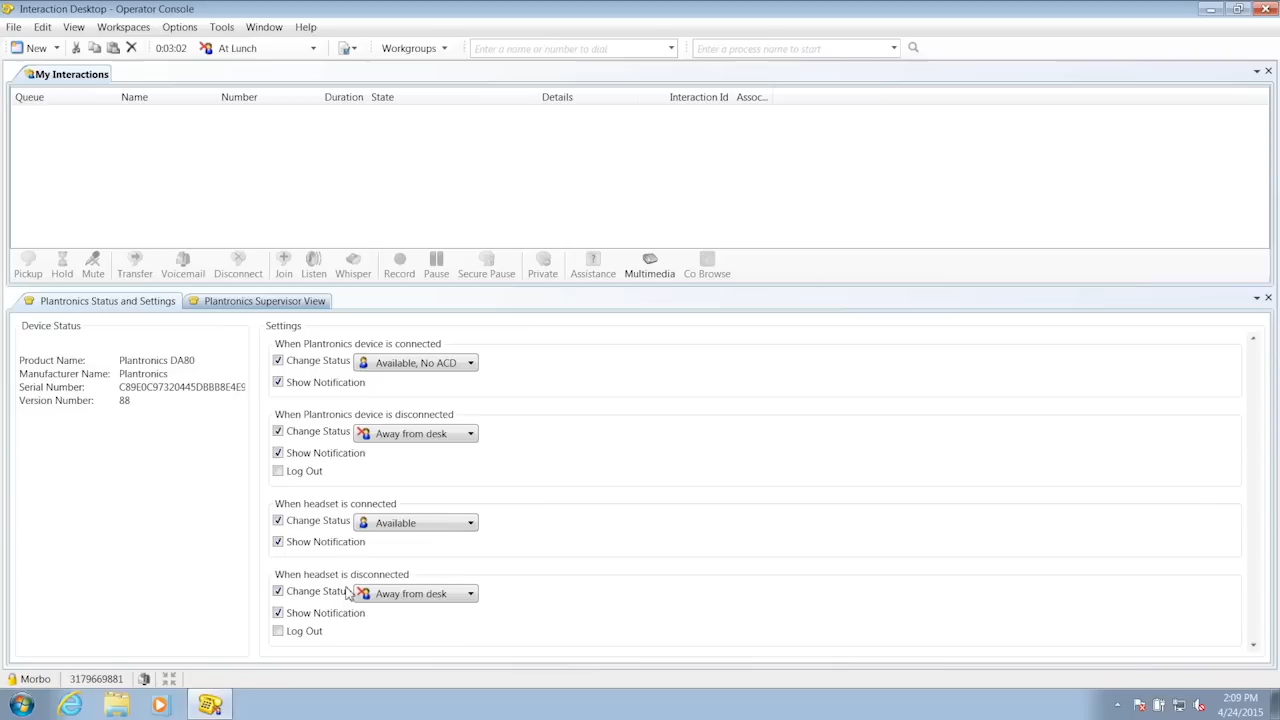 Interaction Desktop - Operator Console
File Edit View Workspaces Options Tools Window Help
New 0:03:02 At Lunch Workgroups Enter a name or number to dial Enter a process name to start
My Interactions
Queue Name Number Duration State Details Interaction Id Assoc...
Pickup Hold Mute Transfer Voicemail Disconnect Join Listen Whisper Record Pause Secure Pause Private Assistance Multimedia Co Browse
Plantronics Status and Settings Plantronics Supervisor View
Device Status
Product Name: Plantronics DA80
Manufacturer Name: Plantronics
Serial Number: C89E0C97320445DBBB8E4E9
Version Number: 88
Settings
When Plantronics device is connected
Change Status Available, No ACD
Show Notification
When Plantronics device is disconnected
Change Status Away from desk
Show Notification
Log Out
When headset is connected
Change Status Available
Show Notification
When headset is disconnected
Change Status Away from desk
Show Notification
Log Out
Morbo 3179669881
2:09 PM
4/24/2015